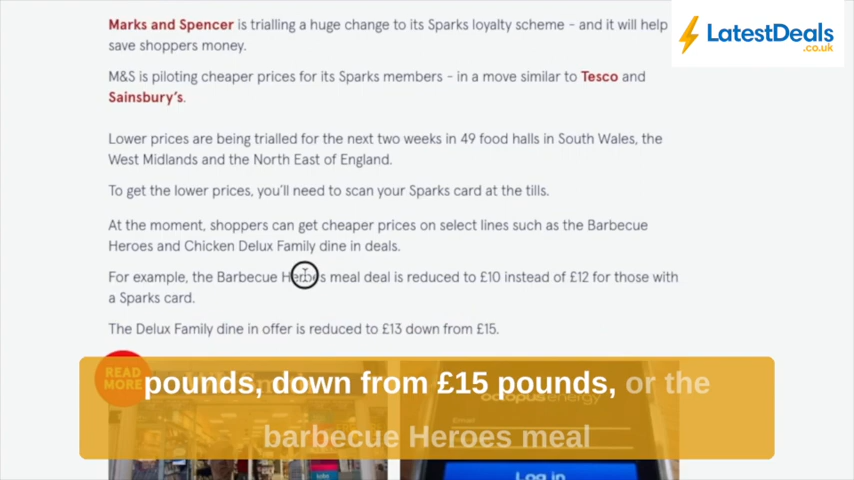 LatestDeals
.co.uk
Marks and Spencer is trialling a huge change to its Sparks loyalty scheme - and it will help
save shoppers money.
M&S is piloting cheaper prices for its Sparks members - in a move similar to Tesco and
Sainsbury's.
Lower prices are being trialled for the next two weeks in 49 food halls in South Wales, the
West Midlands and the North East of England.
To get the lower prices, you'll need to scan your Sparks card at the tills.
At the moment, shoppers can get cheaper prices on select lines such as the Barbecue
Heroes and Chicken Delux Family dine in deals.
For example, the Barbecue Heroes meal deal is reduced to £10 instead of £12 for those with
a Sparks card.
The Delux Family dine in offer is reduced to £13 down from £15.
READ
MORE
pounds, down from £15 pounds, or the
barbecue Heroes meal
octopus energy
Email
Log in